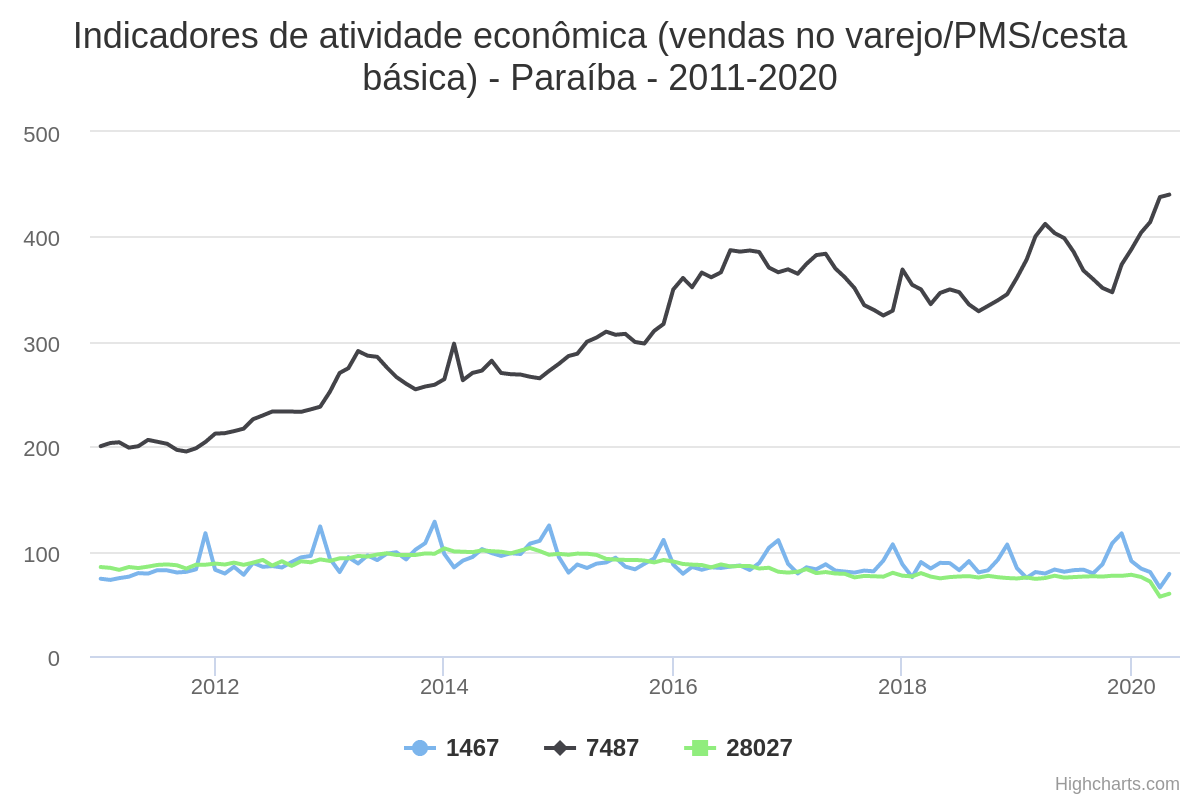 Indicadores de atividade econômica (vendas no varejo/PMS/cesta
básica) - Paraíba - 2011-2020
500
400
300
200
100
0
2012 2014 2016 2018 2020
1467 7487 28027
Highcharts.com